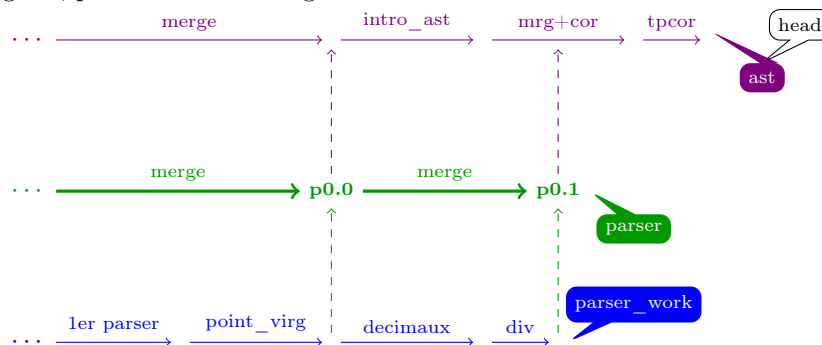 merge intro_ast mrg+cor tpcor head
ast
merge merge
... p0.0 p0.1
parser
parser_work
1er parser point_virg decimaux div